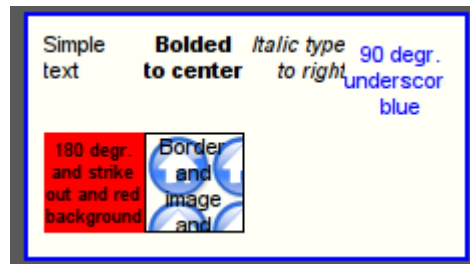 Simple
text
Bolded
to center
Italic type
to right
90 degr.
underscor
blue
180 degr.
and strike
out and red
background
Border
and
image
and